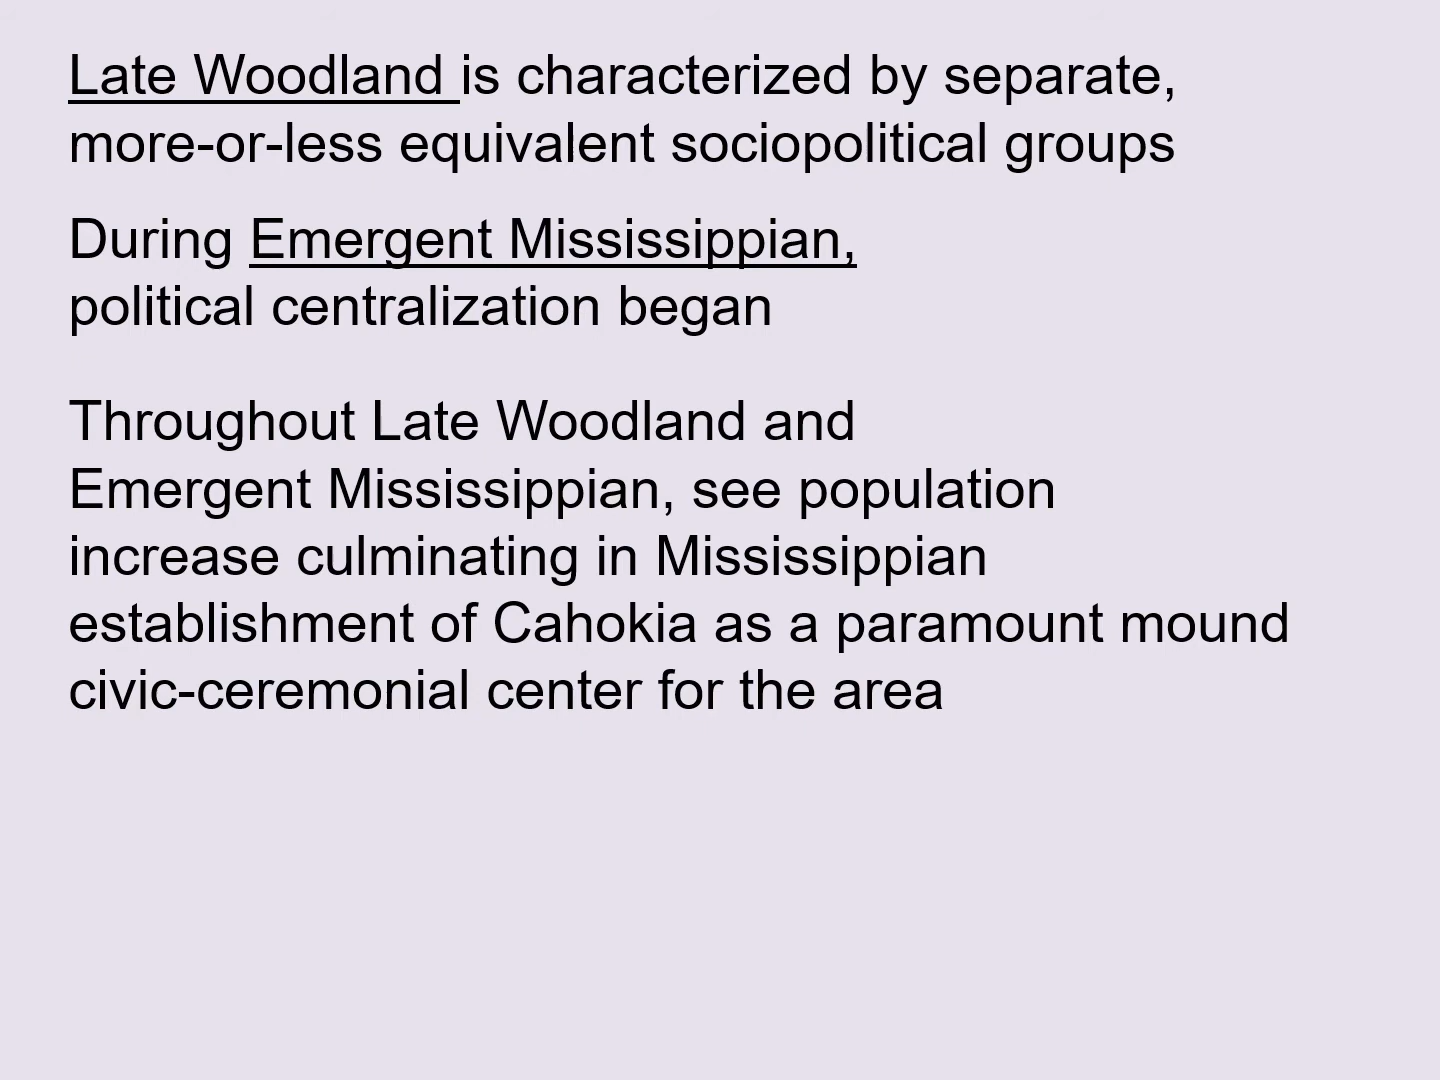 Late Woodland is characterized by separate,
more-or-less equivalent sociopolitical groups
During Emergent Mississippian,
political centralization began
Throughout Late Woodland and
Emergent Mississippian, see population
increase culminating in Mississippian
establishment of Cahokia as a paramount mound
civic-ceremonial center for the area